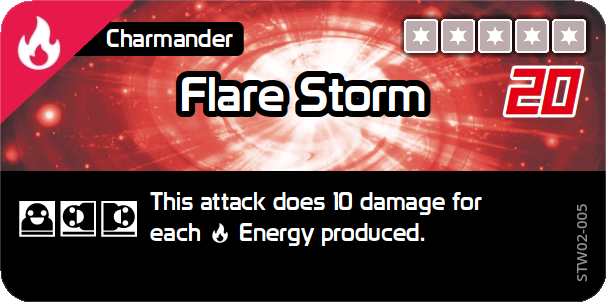 Charmander
Flare Storm
20
This attack does 10 damage for
each Energy produced.
STW02-005